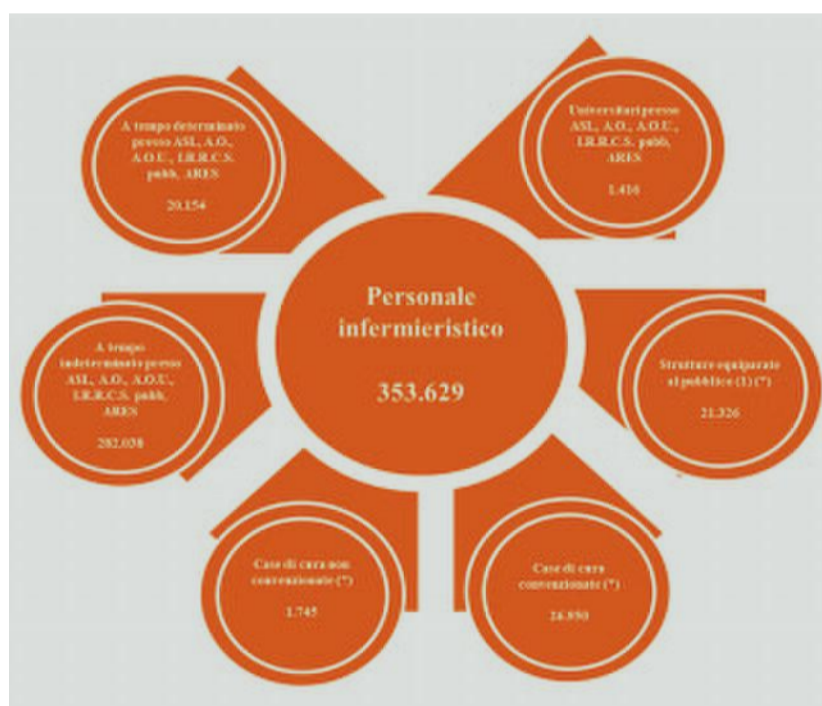 A tempo determinato
presso ASL, A.O.,
A.O.U., I.R.R.C.S.
pubb, ARES
20.154
Universitari presso
ASL, A.O., A.O.U.,
I.R.R.C.S. pubb,
ARES
1.416
Personale
infermieristico
353.629
A tempo
indeterminato presso
ASL, A.O., A.O.U.,
I.R.R.C.S. pubb,
ARES
282.038
Strutture equiparate
al pubblico (1) (*)
21.326
Case di cura non
convenzionate (*)
1.745
Case di cura
convenzionate (*)
26.950